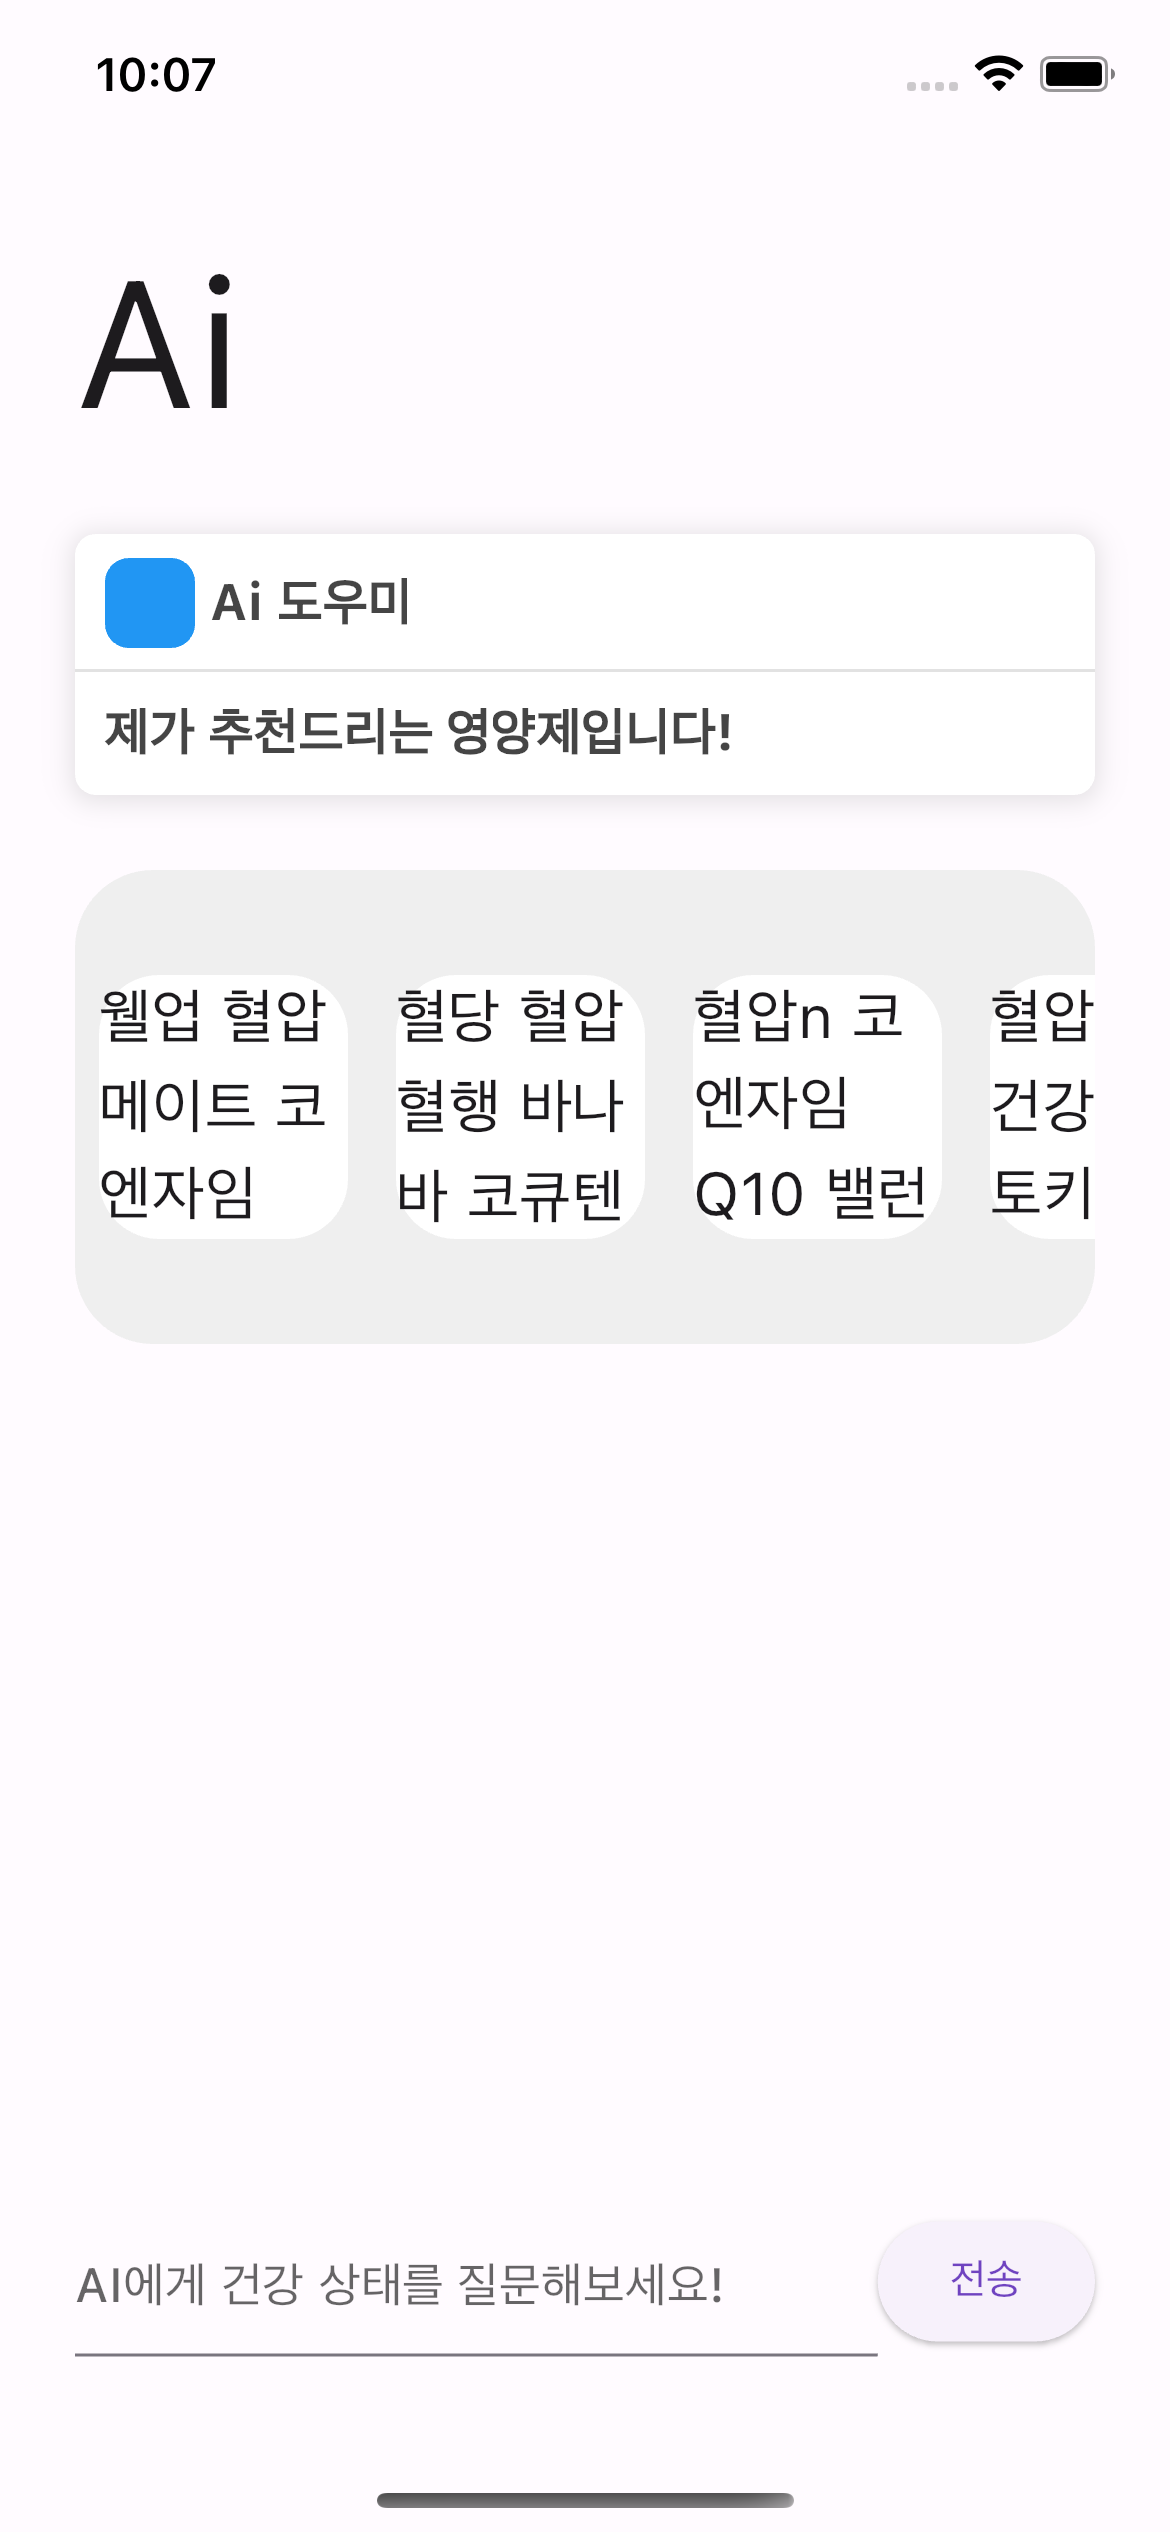 10:07
Ai
Ai 도우미
제가 추천드리는 영양제입니다!
웰업 혈압
메이트 코
엔자임
혈당 혈압
혈행 바나
바 코큐텐
혈압n 코
엔자임
Q10 밸런
혈압
건강
토키
AI에게 건강 상태를 질문해보세요!
전송